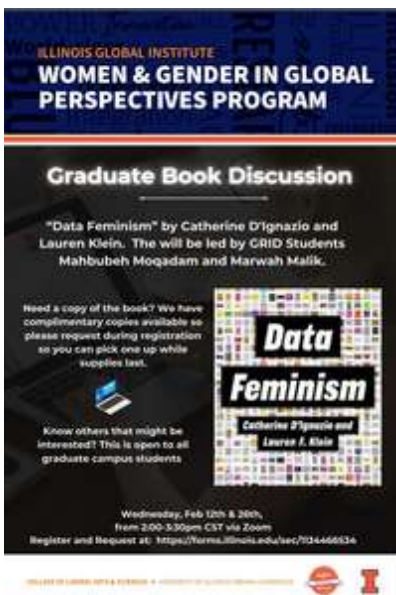 ILLINOIS GLOBAL INSTITUTE
WOMEN & GENDER IN GLOBAL
PERSPECTIVES PROGRAM
Graduate Book Discussion
"Data Feminism" by Catherine D'Ignazio and
Lauren Klein. The will be led by GRID Students
Mahbubeh Moqadam and Marwah Malik.
Need a copy of the book? We have
complimentary copies available so
please request during registration
so you can pick one up while
supplies last.
Know others that might be
interested? This is open to all
graduate campus students
Data
Feminism
Catherine D'Ignazio and
Lauren F. Klein
Wednesday, Feb 12th & 26th,
from 2:00-3:30pm CST via Zoom
Register and Request at: https://forms.illinois.edu/sec/1134466534
COLLEGE OF LIBERAL ARTS & SCIENCES